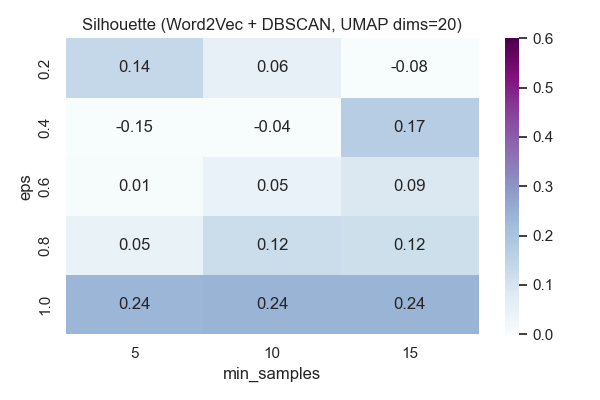 Silhouette (Word2Vec + DBSCAN, UMAP dims=20)
0.2 0.14 0.06 -0.08
0.4 -0.15 -0.04 0.17
0.6 0.01 0.05 0.09
0.8 0.05 0.12 0.12
1.0 0.24 0.24 0.24
eps
5 10 15
min_samples
0.6
0.5
0.4
0.3
0.2
0.1
0.0